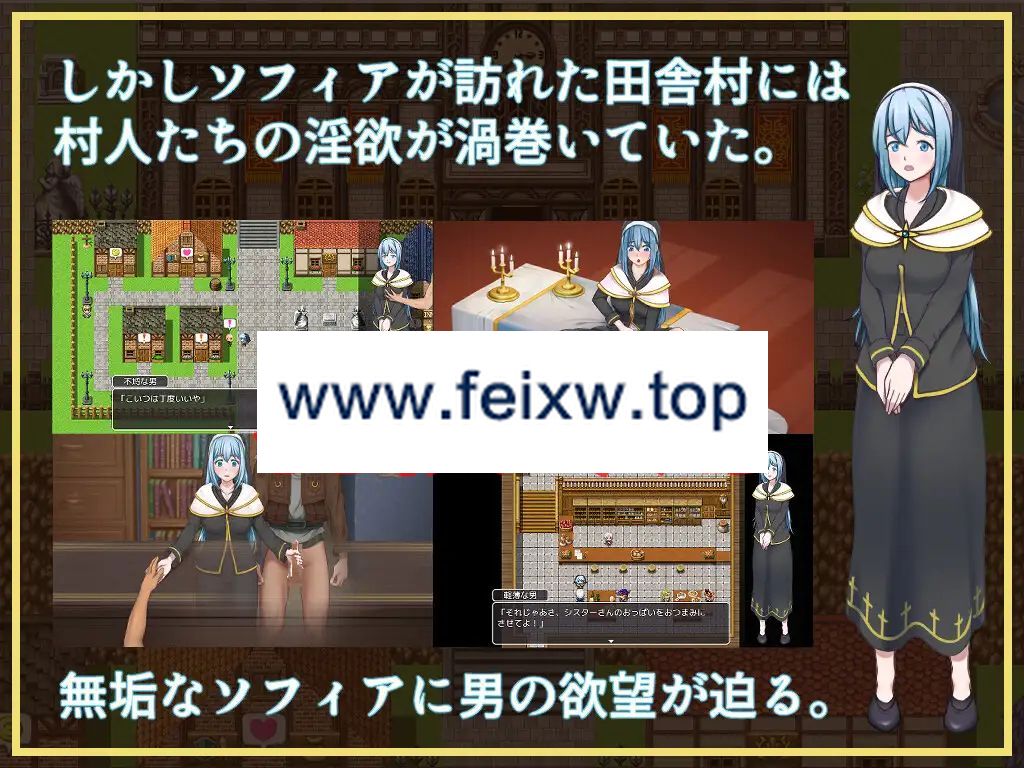 しかしソフィアが訪れた田舎村には
村人たちの淫欲が渦巻いていた。
不埒な男
「こいつは丁度いいや」
www.feixw.top
軽薄な男
「それじゃあさ、シスターさんのおっぱいをおつまみに
させてよ！」
無垢なソフィアに男の欲望が迫る。